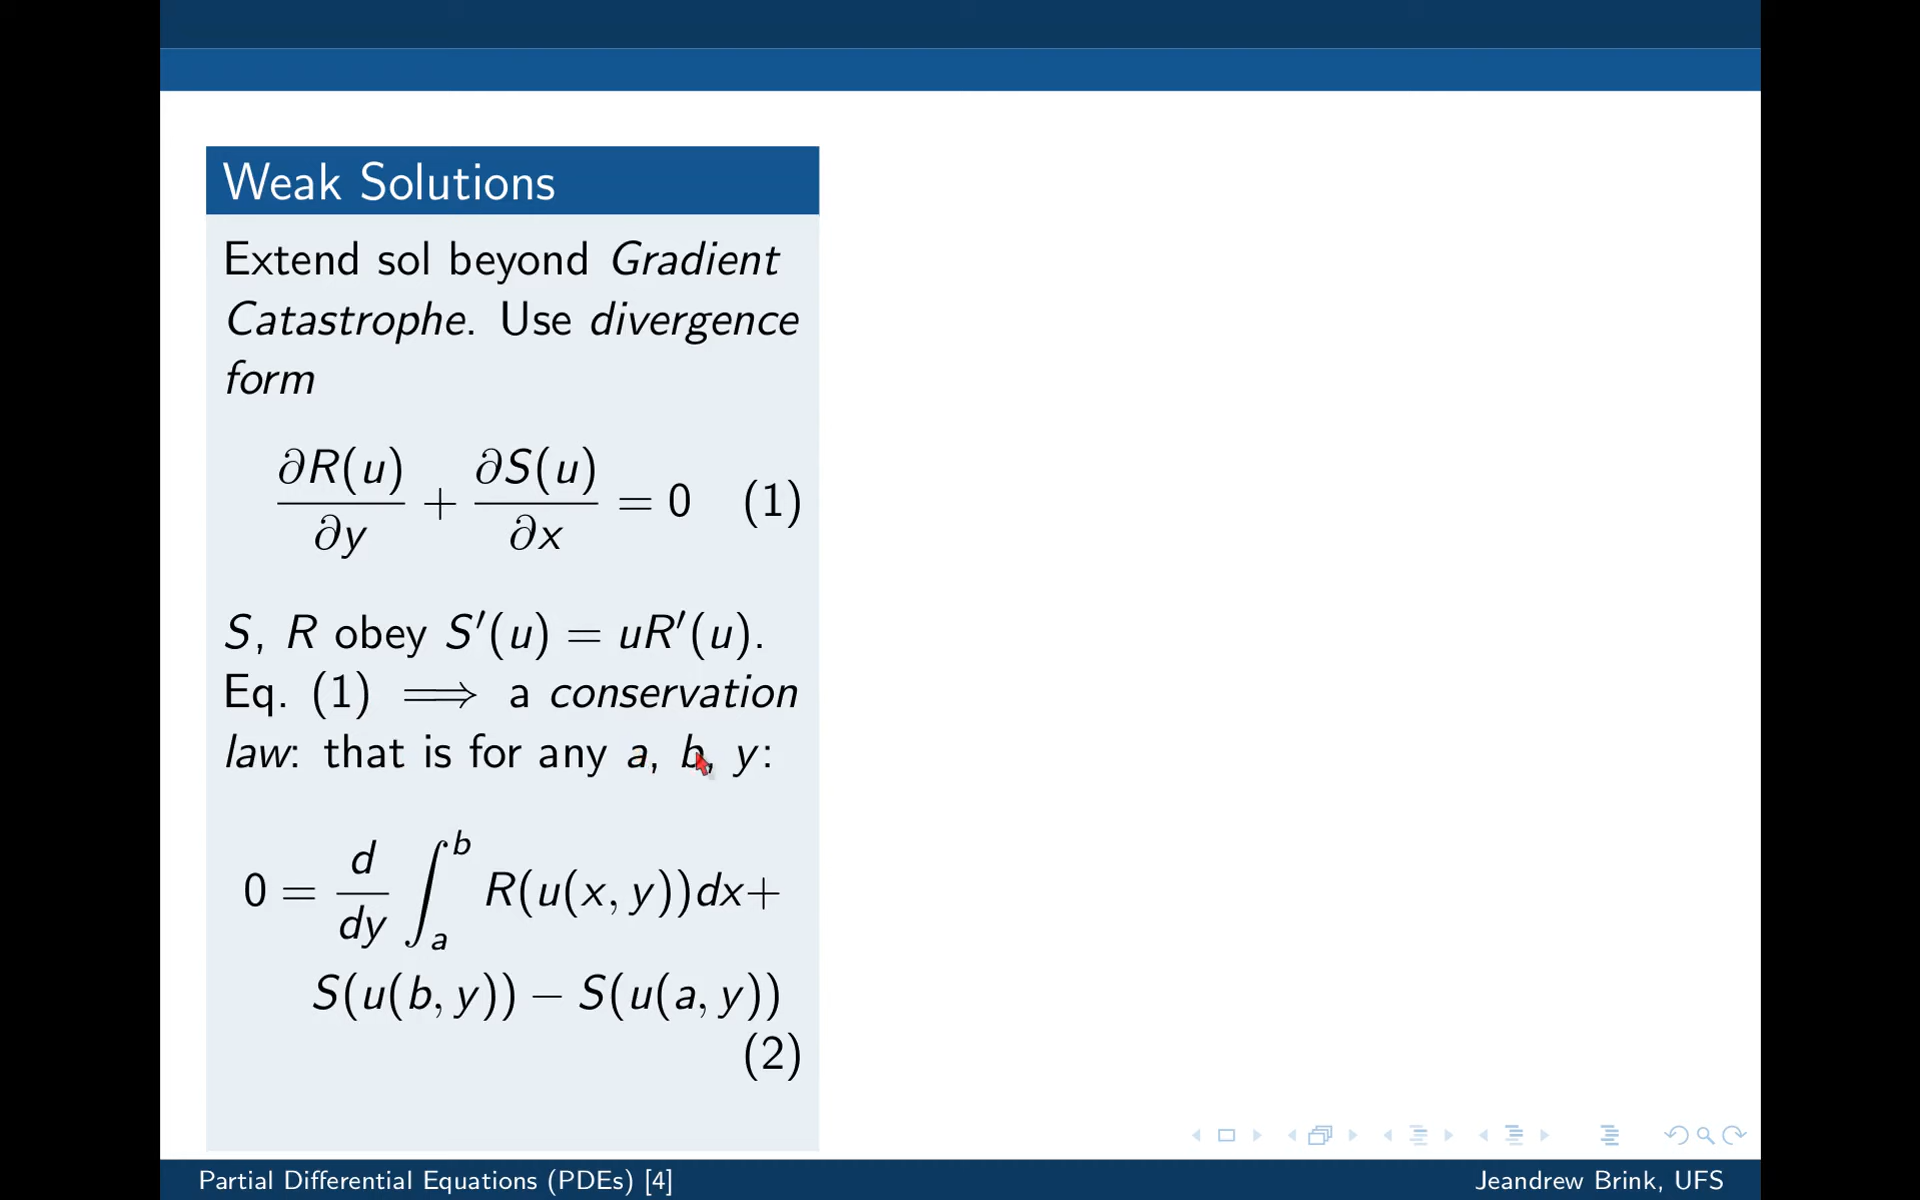 Weak Solutions
Extend sol beyond Gradient
Catastrophe. Use divergence
form
∂R(u)/∂y + ∂S(u)/∂x = 0 (1)
S, R obey S′(u) = uR′(u).
Eq. (1) ⟹ a conservation
law: that is for any a, b, y:
0 = d/dy ∫_a^b R(u(x, y))dx+
S(u(b, y)) − S(u(a, y))
(2)
Partial Differential Equations (PDEs) [4]
Jeandrew Brink, UFS